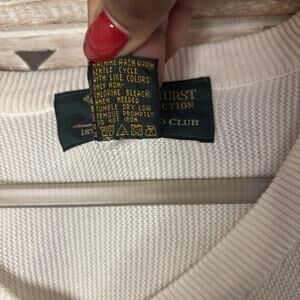 MACHINE WASH WARM
GENTLE CYCLE
WITH LIKE COLORS
ONLY NON-
CHLORINE BLEACH
WHEN NEEDED
TUMBLE DRY LOW
REMOVE PROMPTLY
DO NOT IRON
HURST
CTION
CLUB